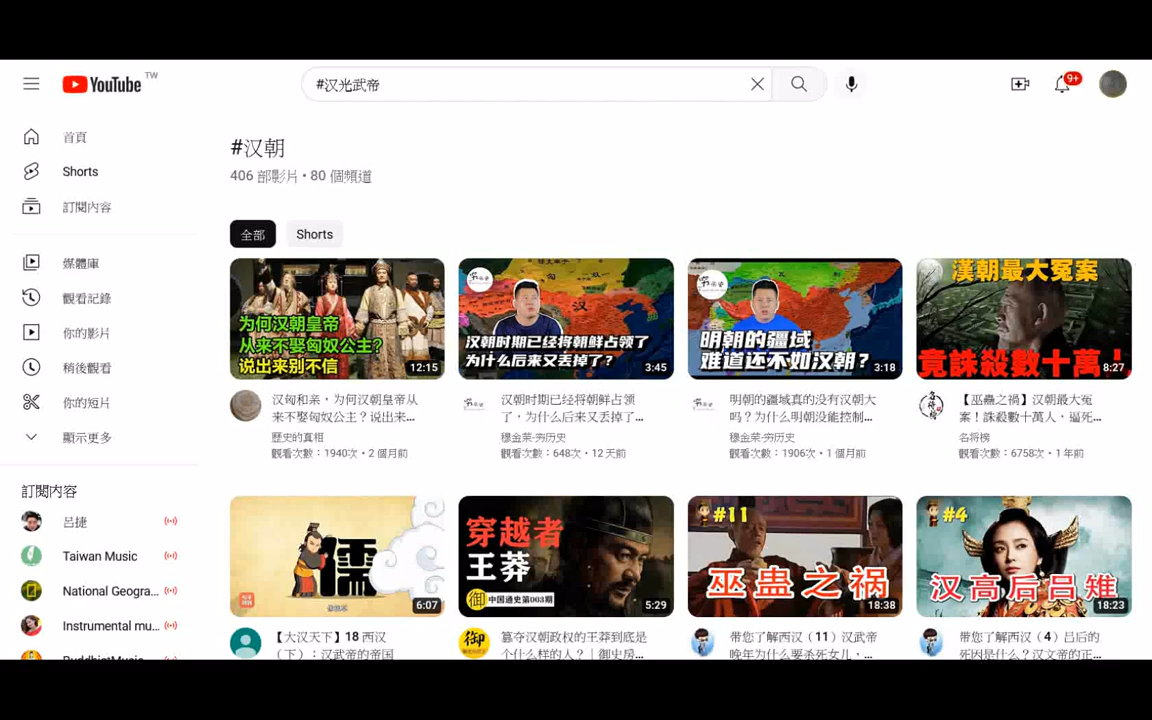 YouTube TW
#汉光武帝
9+
首頁
Shorts
訂閱內容
媒體庫
觀看記錄
你的影片
稍後觀看
你的短片
顯示更多
訂閱內容
呂捷
Taiwan Music
National Geogra...
Instrumental mu...
BuddhistMusic
#汉朝
406 部影片 • 80 個頻道
全部
Shorts
为何汉朝皇帝
从来不娶匈奴公主?
说出来别不信
12:15
汉
汉朝时期已经将朝鲜占领了
为什么后来又丢掉了?
3:45
明朝的疆域
难道还不如汉朝?
3:18
漢朝最大冤案
竟誅殺數十萬!
8:27
汉匈和亲，为何汉朝皇帝从
来不娶匈奴公主？说出来...
歷史的真相
觀看次數：1940次 • 2 個月前
汉朝时期已经将朝鲜占领
了，为什么后来又丢掉了...
穆金荣-夯历史
觀看次數：648次 • 12 天前
明朝的疆域真的没有汉朝大
吗？为什么明朝没能控制...
穆金荣-夯历史
觀看次數：1906次 • 1 個月前
名将榜
【巫蠱之禍】汉朝最大冤
案！誅殺數十萬人，逼死...
名将榜
觀看次數：6758次 • 1 年前
儒
6:07
穿越者
王莽
御 中国通史第003期
5:29
#11
巫蛊之祸
18:38
#4
汉高后吕雉
18:23
【大汉天下】18 西汉
（下）：汉武帝的帝国
御
篡夺汉朝政权的王莽到底是
个什么样的人？｜御史房...
带您了解西汉（11）汉武帝
晚年为什么要杀死女儿，...
带您了解西汉（4）吕后的
死因是什么？汉文帝的正...